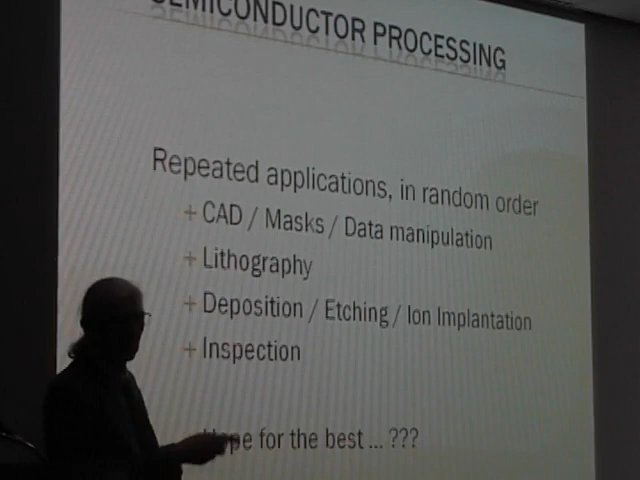 SEMICONDUCTOR PROCESSING
Repeated applications, in random order
+ CAD / Masks / Data manipulation
+ Lithography
+ Deposition / Etching / Ion Implantation
+ Inspection
Hope for the best ... ???